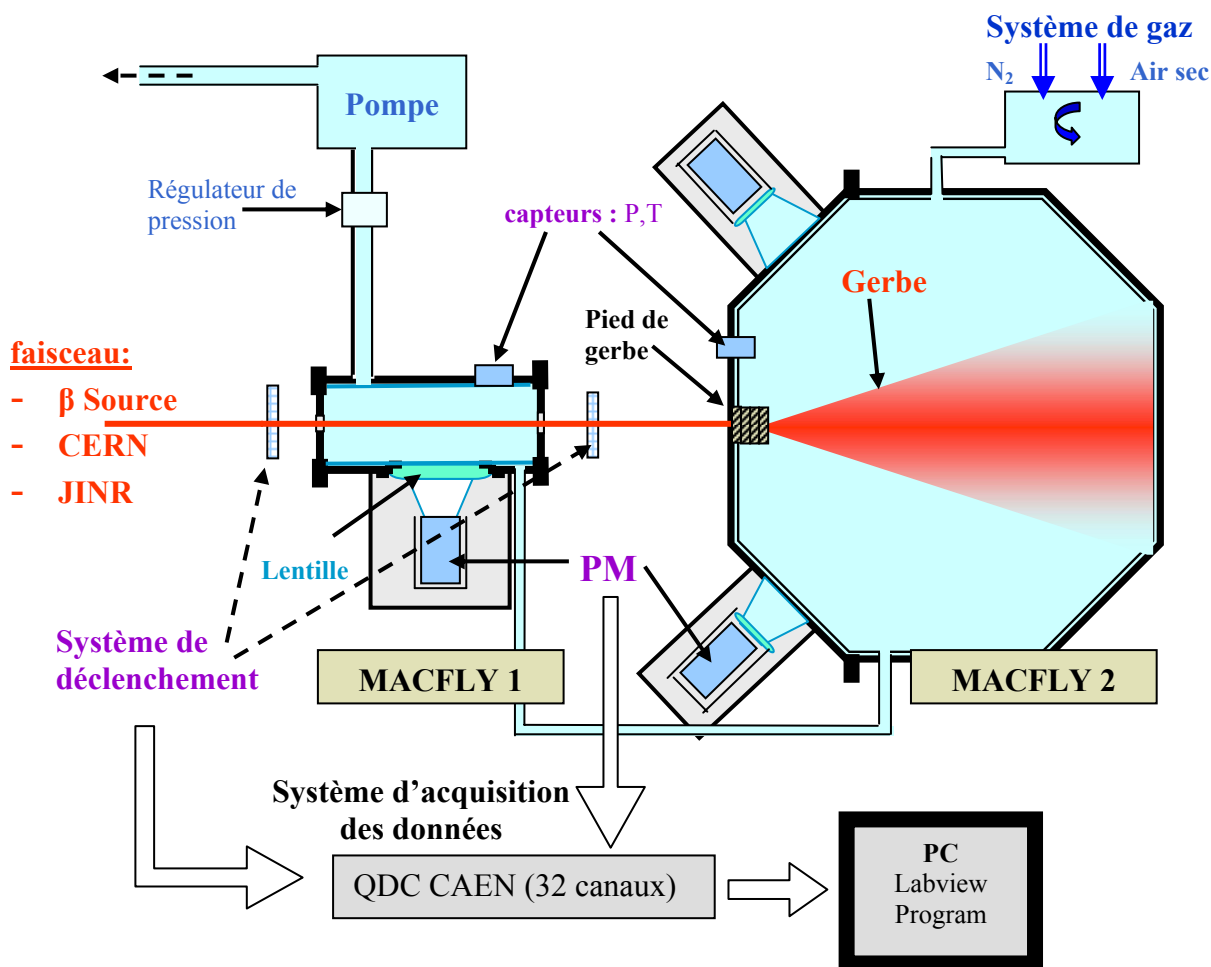 Système de gaz
N₂
Air sec
Pompe
Régulateur de
pression
capteurs : P,T
Gerbe
Pied de
gerbe
faisceau:
- β Source
- CERN
- JINR
Lentille
PM
Système de
déclenchement
MACFLY 1
MACFLY 2
Système d’acquisition
des données
QDC CAEN (32 canaux)
PC
Labview
Program